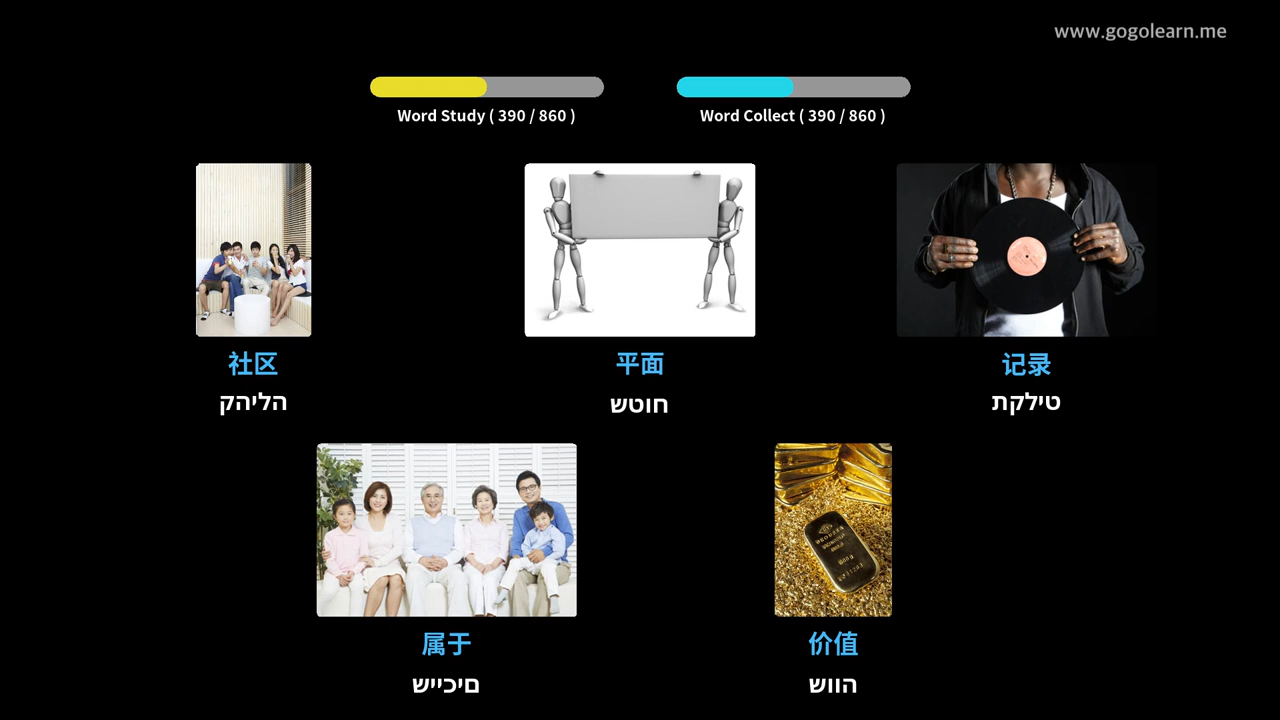 www.gogolearn.me
Word Study ( 390 / 860 )
Word Collect ( 390 / 860 )
社区
הליהק
平面
חוטש
记录
טילקת
属于
םיכייש
价值
הווש